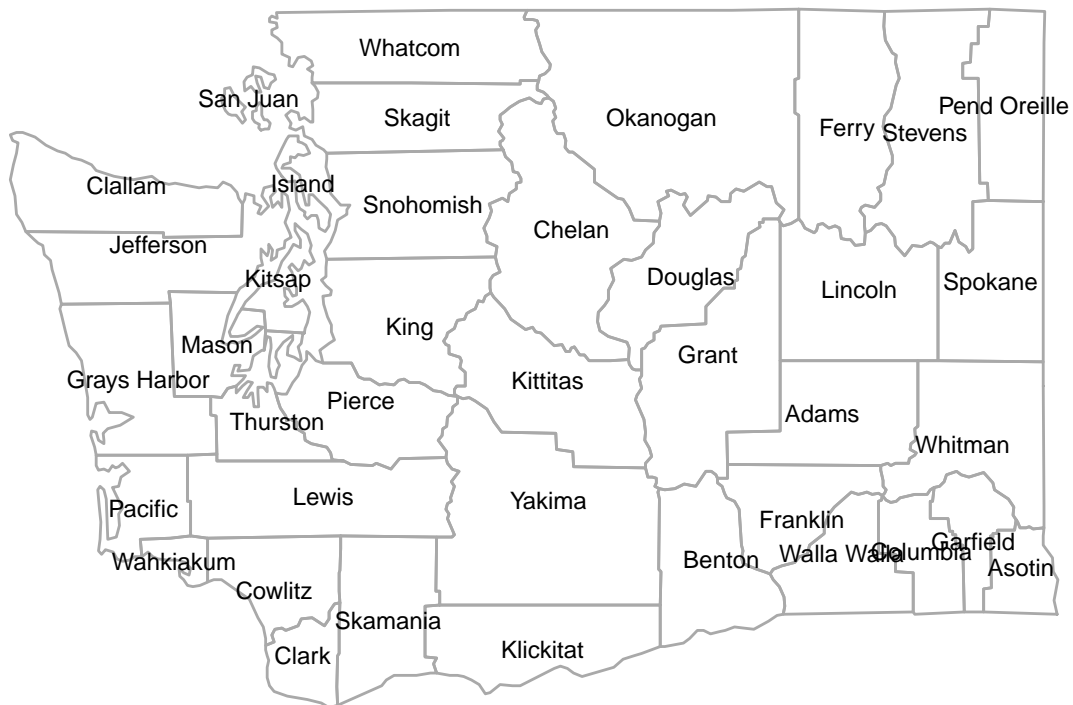 Whatcom
San Juan
Skagit
Okanogan
Pend Oreille
Ferry
Stevens
Clallam
Island
Snohomish
Chelan
Jefferson
Kitsap
Douglas
Lincoln
Spokane
King
Mason
Grant
Grays Harbor
Kittitas
Pierce
Adams
Thurston
Whitman
Lewis
Yakima
Pacific
Franklin
Garfield
Walla Walla
Columbia
Wahkiakum
Benton
Asotin
Cowlitz
Skamania
Klickitat
Clark